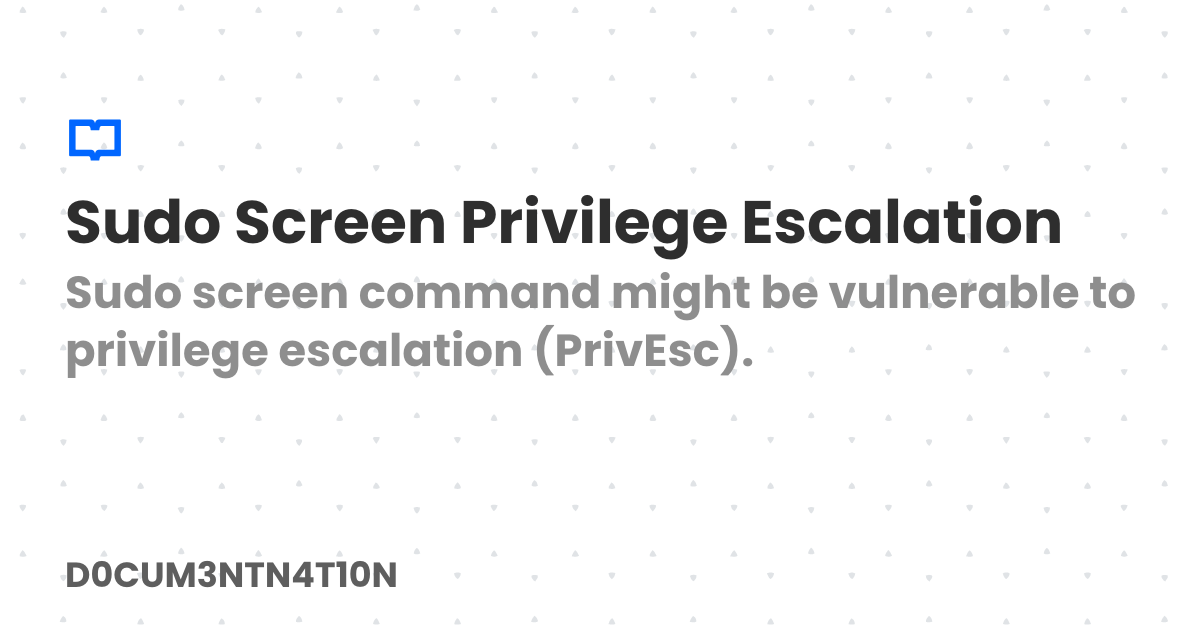 Sudo Screen Privilege Escalation
Sudo screen command might be vulnerable to
privilege escalation (PrivEsc).
D0CUM3NTN4T10N